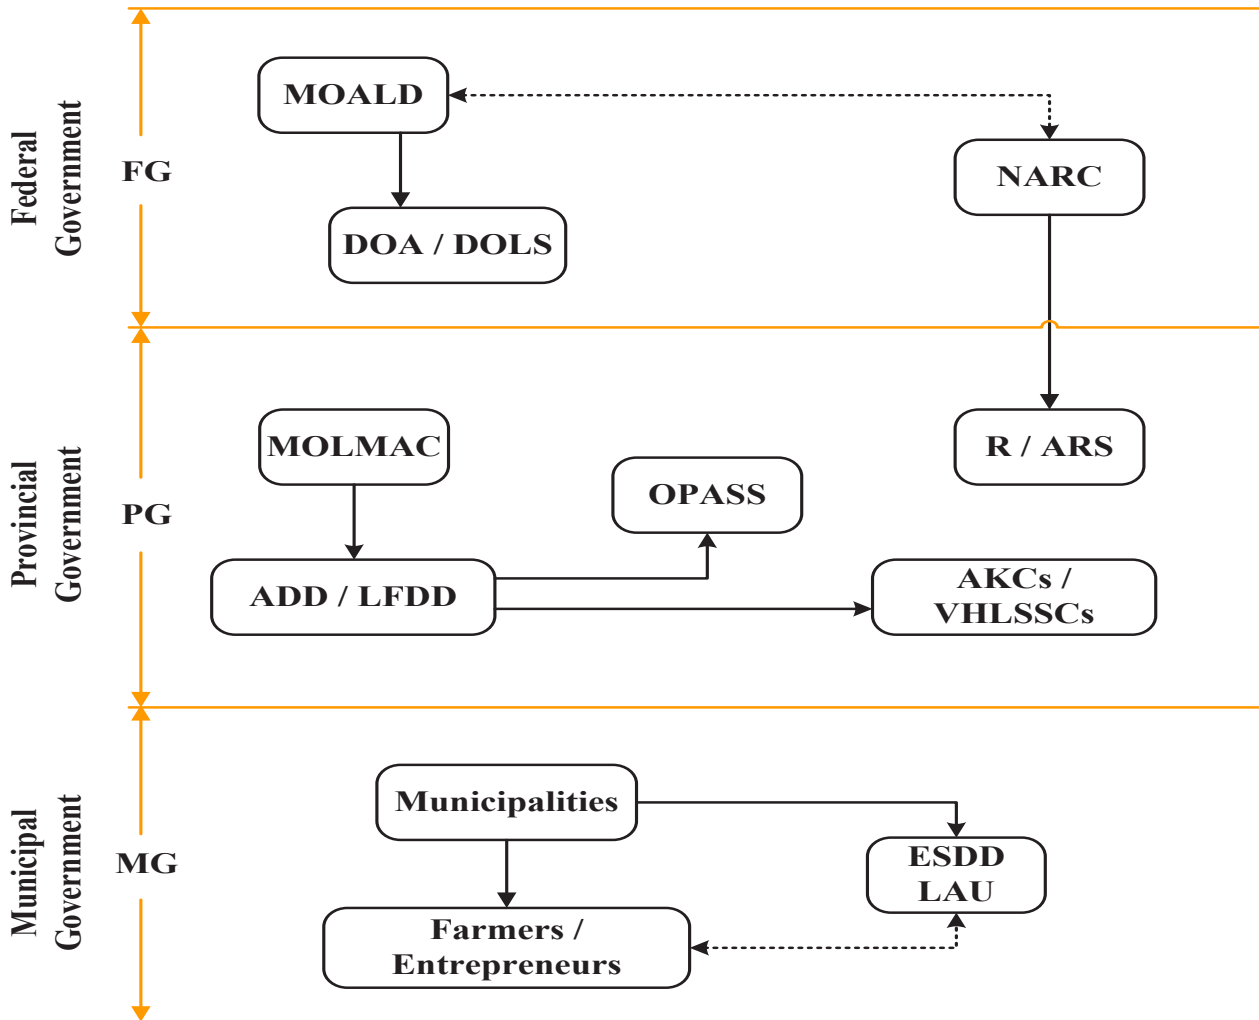 Federal
Government
FG
MOALD
NARC
DOA / DOLS
Provincial
Government
PG
MOLMAC
R / ARS
OPASS
ADD / LFDD
AKCs /
VHLSSCs
Municipal
Government
MG
Municipalities
ESDD
LAU
Farmers /
Entrepreneurs